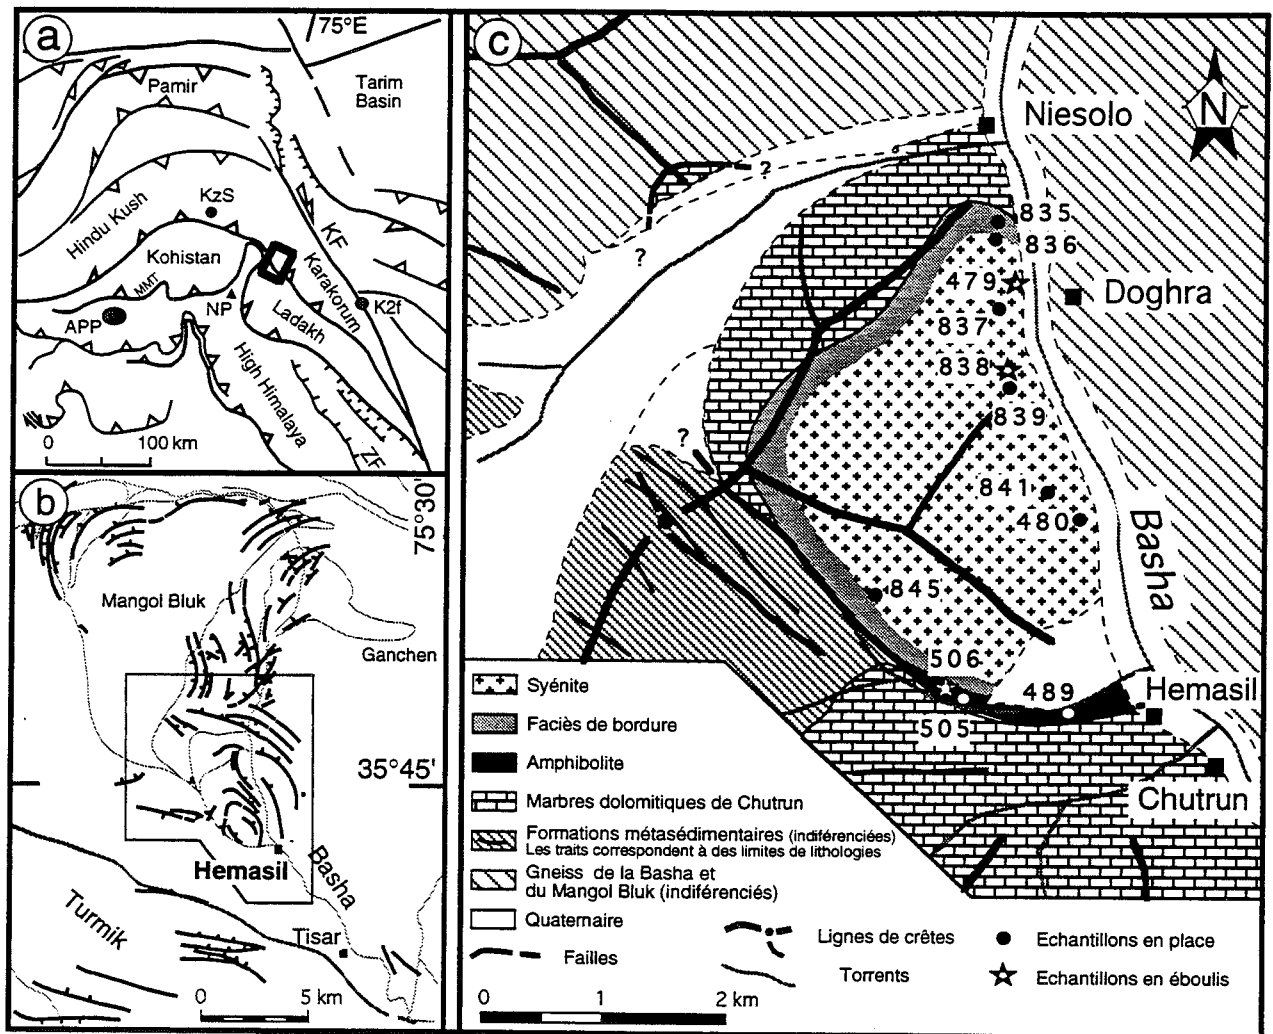 a
75°E
Pamir
Tarim
Basin
Hindu Kush
KzS
KF
Kohistan
Karakorum
MMT
NP
K2f
APP
Ladakh
High Himalaya
ZF
0
100 km
b
75°30'
Mangol Bluk
Ganchen
35°45'
Hemasil
Basha
Turmik
Tisar
0
5 km
c
N
Niesolo
?
?
?
835
836
479
Doghra
837
838
839
841
480
Basha
845
506
489
Hemasil
505
Chutrun
Syénite
Faciès de bordure
Amphibolite
Marbres dolomitiques de Chutrun
Formations métasédimentaires (indiférenciées)
Les traits correspondent à des limites de lithologies
Gneiss de la Basha et
du Mangol Bluk (indiférenciés)
Quaternaire
Failles
Lignes de crêtes
Torrents
Echantillons en place
Echantillons en éboulis
0
1
2 km